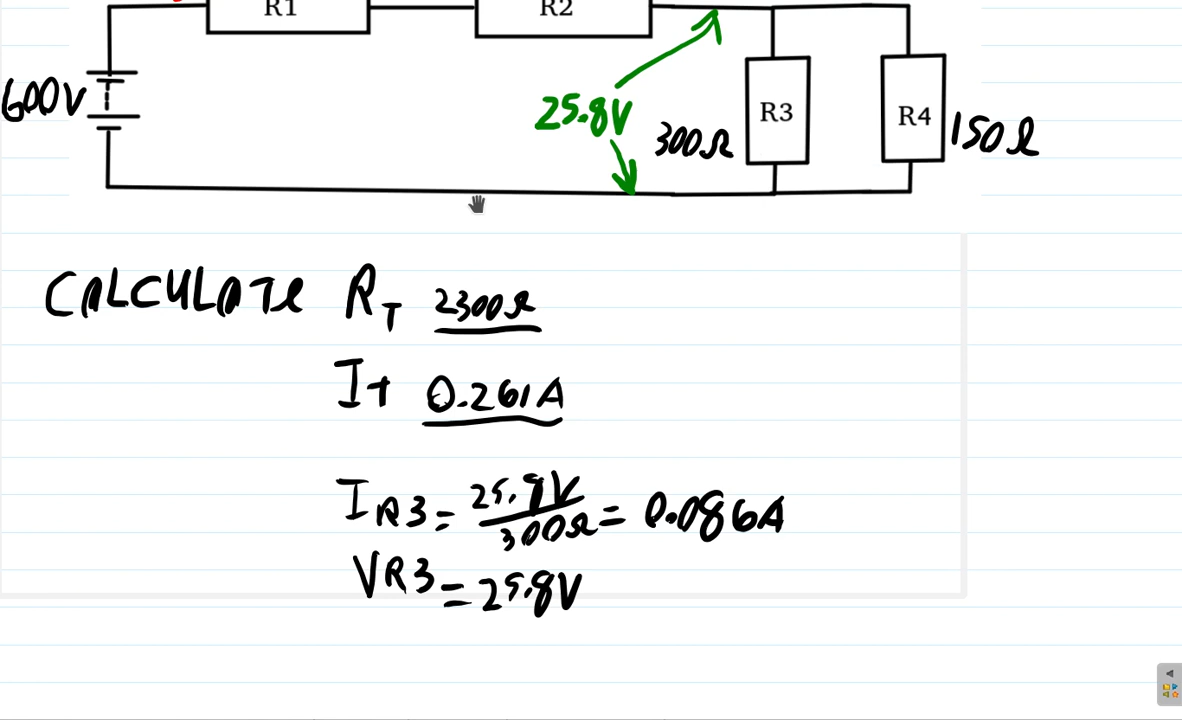 R1 R2
600V
25.8V
R3
300Ω
R4
150Ω
CALCULATE RT 2300Ω
IT 0.261A
IR3 = 25.8V / 300Ω = 0.086A
VR3 = 25.8V